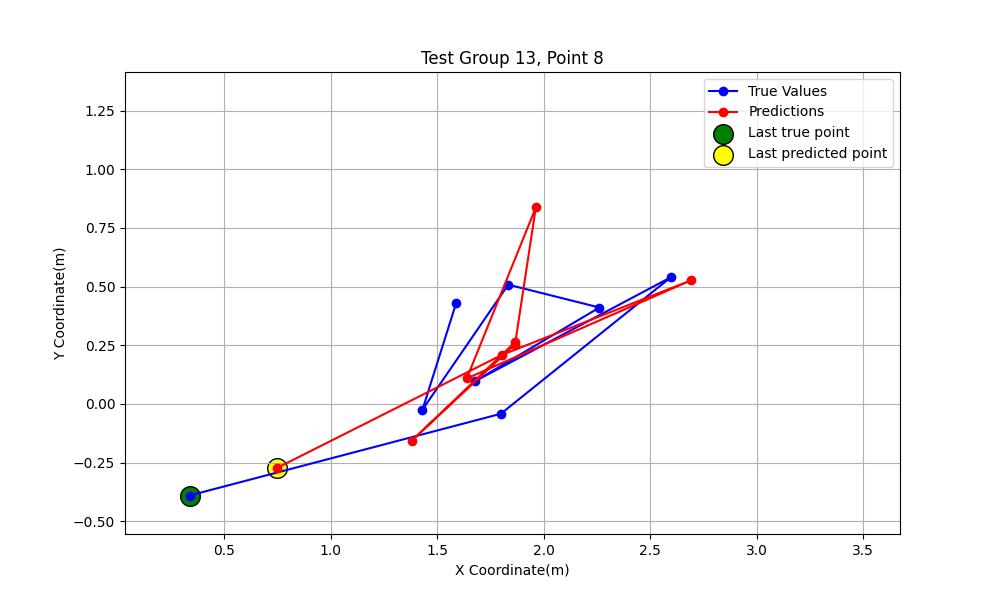 Test Group 13, Point 8
True Values
Predictions
Last true point
Last predicted point
Y Coordinate(m)
1.25
1.00
0.75
0.50
0.25
0.00
−0.25
−0.50
0.5 1.0 1.5 2.0 2.5 3.0 3.5
X Coordinate(m)